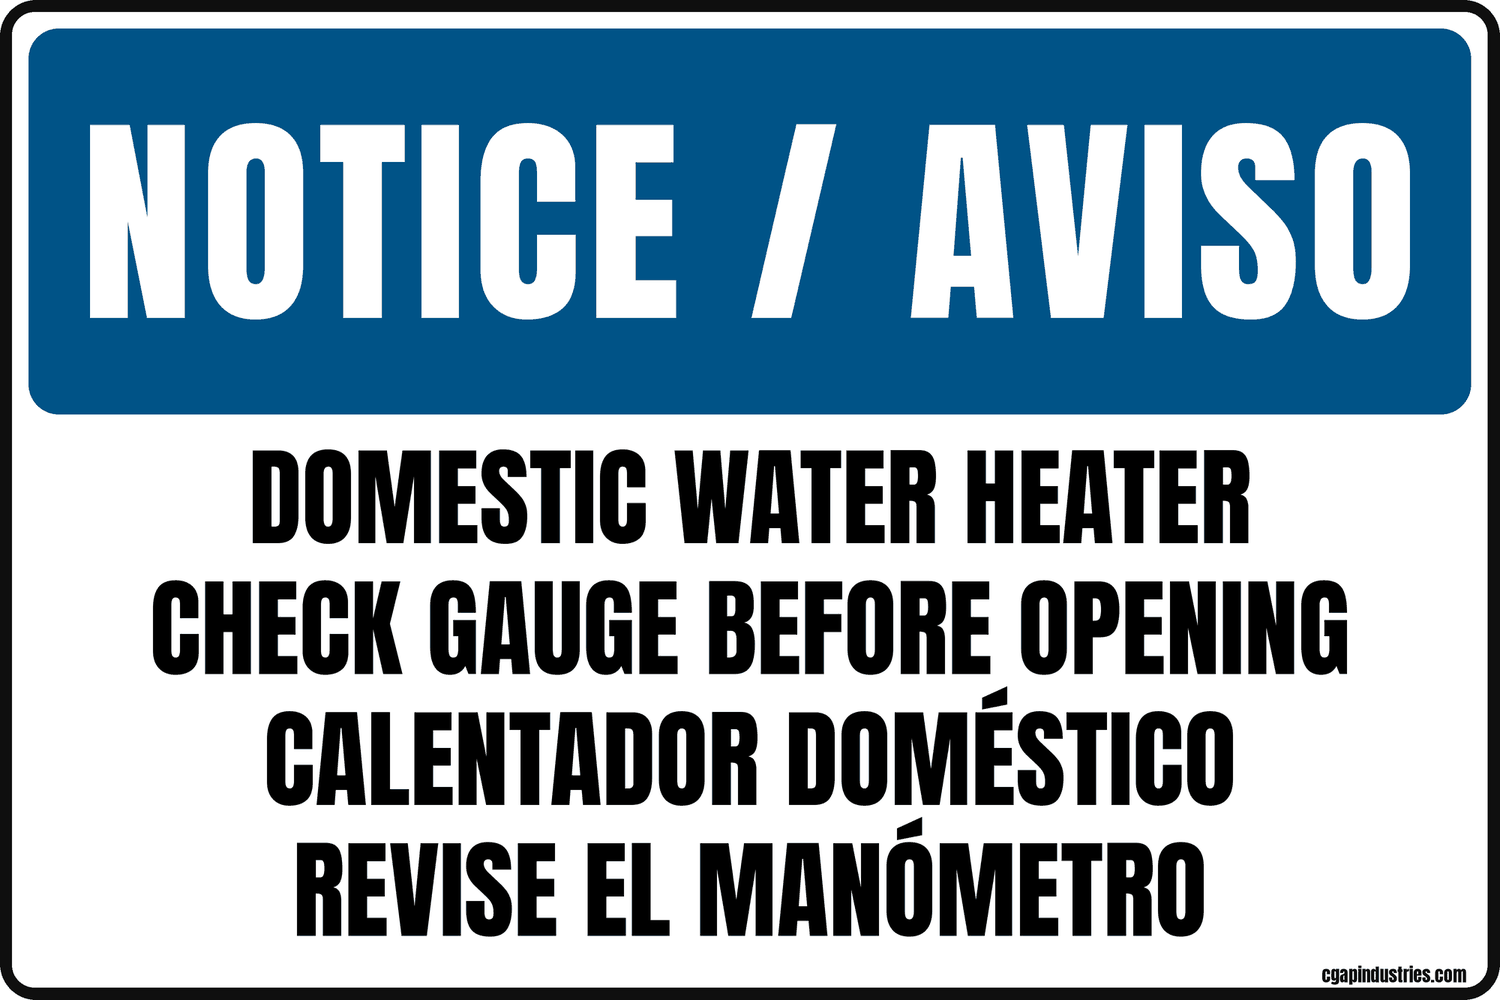 NOTICE / AVISO
DOMESTIC WATER HEATER
CHECK GAUGE BEFORE OPENING
CALENTADOR DOMÉSTICO
REVISE EL MANÓMETRO
cgapindustries.com